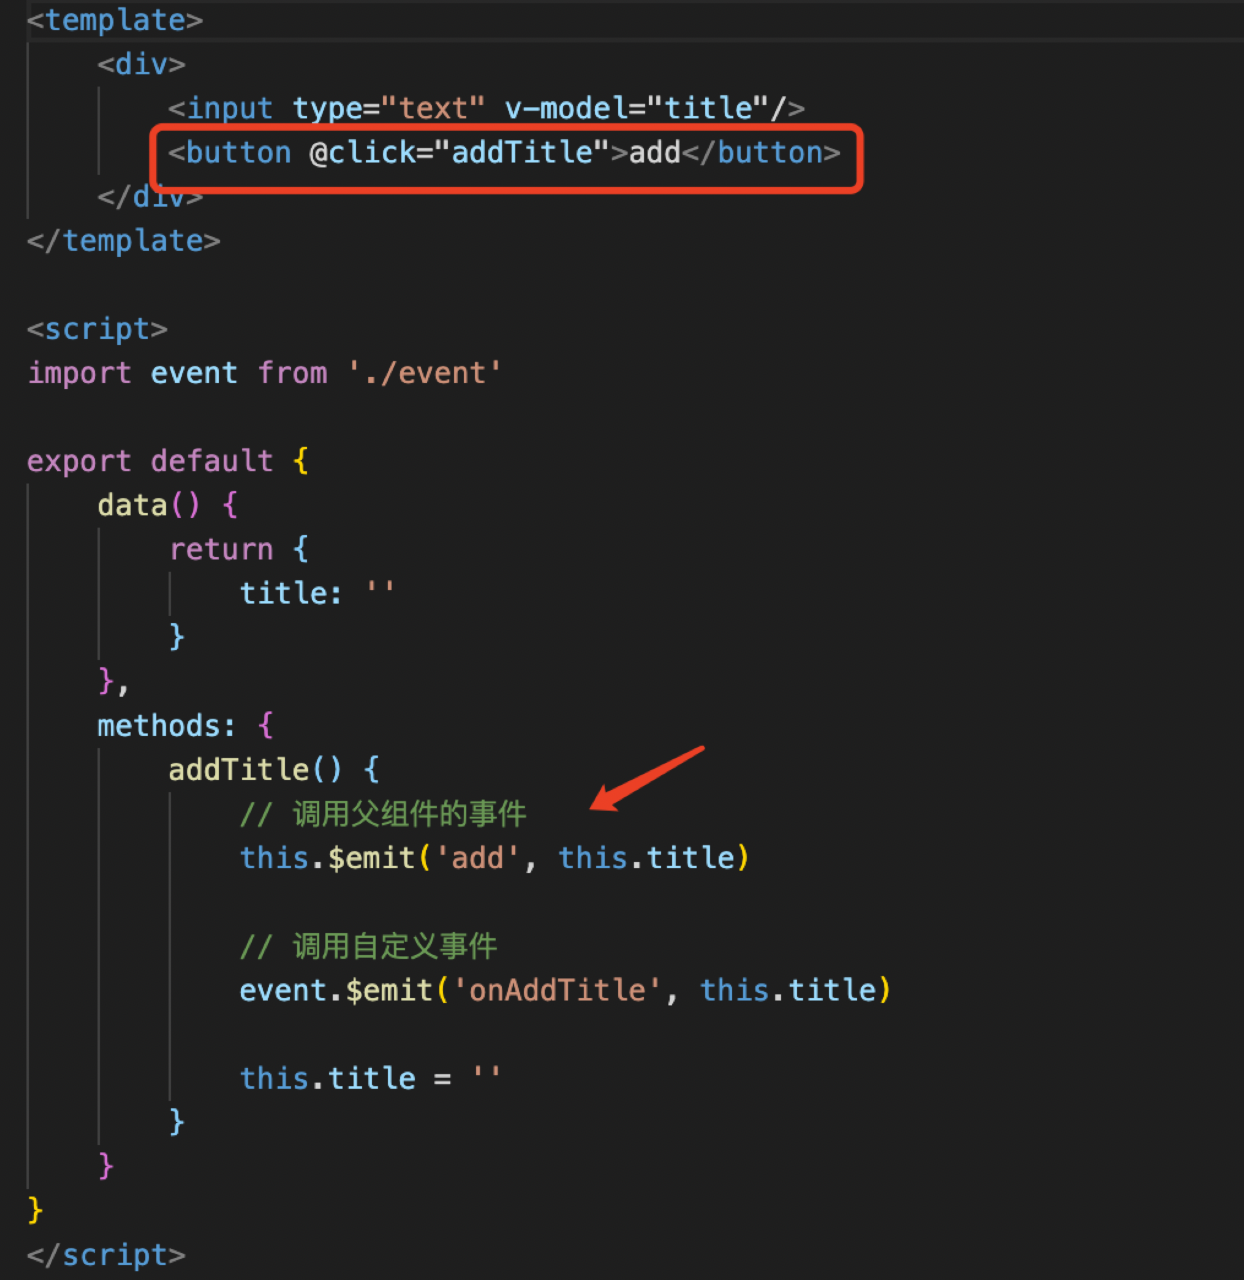 <template>
<div>
<input type="text" v-model="title"/>
<button @click="addTitle">add</button>
</div>
</template>
<script>
import event from './event'
export default {
data() {
return {
title: ''
}
},
methods: {
addTitle() {
// 调用父组件的事件
this.$emit('add', this.title)
// 调用自定义事件
event.$emit('onAddTitle', this.title)
this.title = ''
}
}
}
</script>